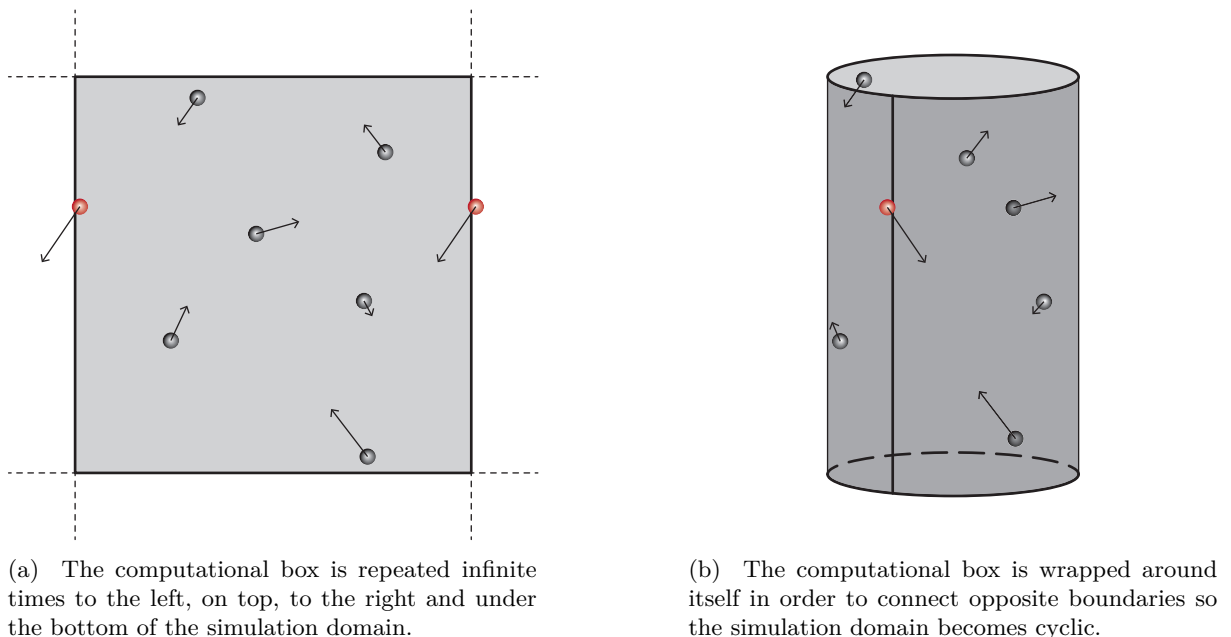 (a) The computational box is repeated infinite
times to the left, on top, to the right and under
the bottom of the simulation domain.
(b) The computational box is wrapped around
itself in order to connect opposite boundaries so
the simulation domain becomes cyclic.